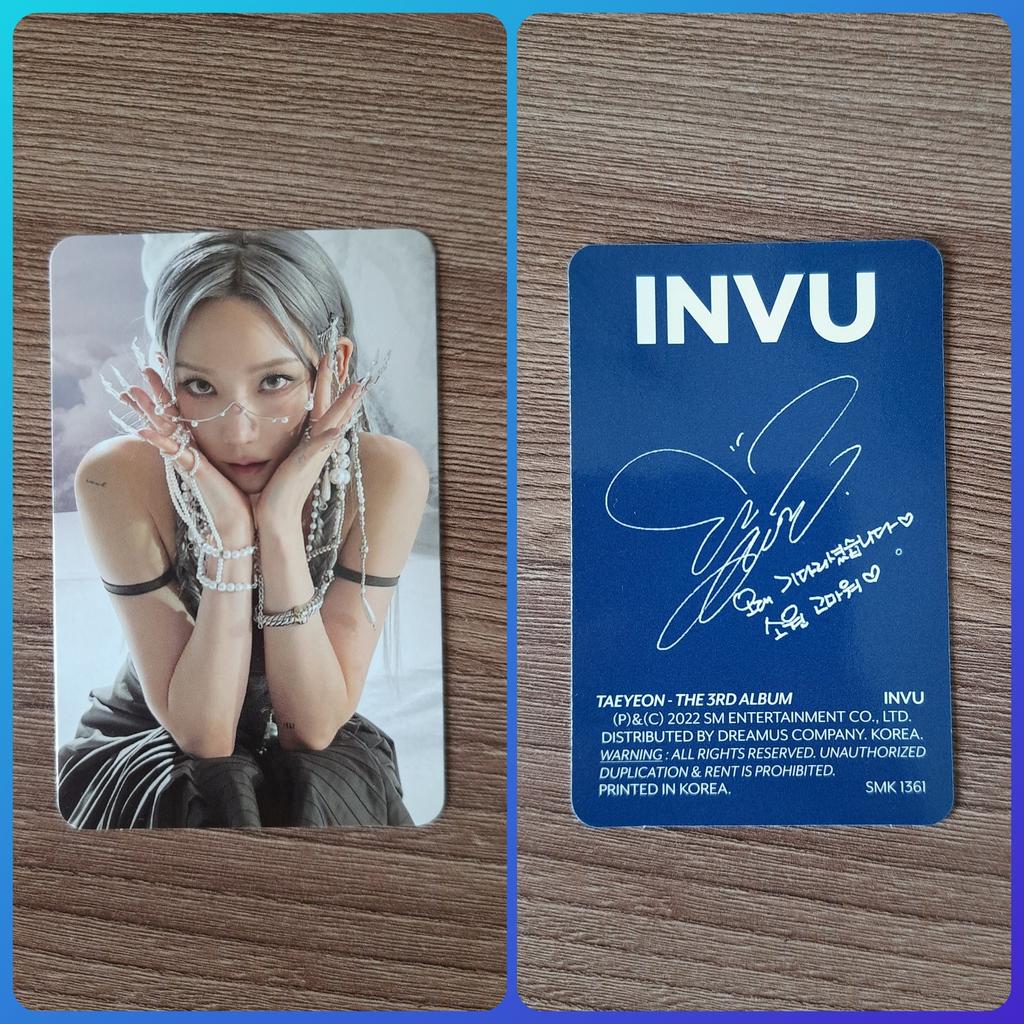 INVU
오래 기다리셨습니다♡
소원 고마워♡
TAEYEON - THE 3RD ALBUM INVU
(P)&(C) 2022 SM ENTERTAINMENT CO., LTD.
DISTRIBUTED BY DREAMUS COMPANY. KOREA.
WARNING : ALL RIGHTS RESERVED. UNAUTHORIZED
DUPLICATION & RENT IS PROHIBITED.
PRINTED IN KOREA. SMK 1361